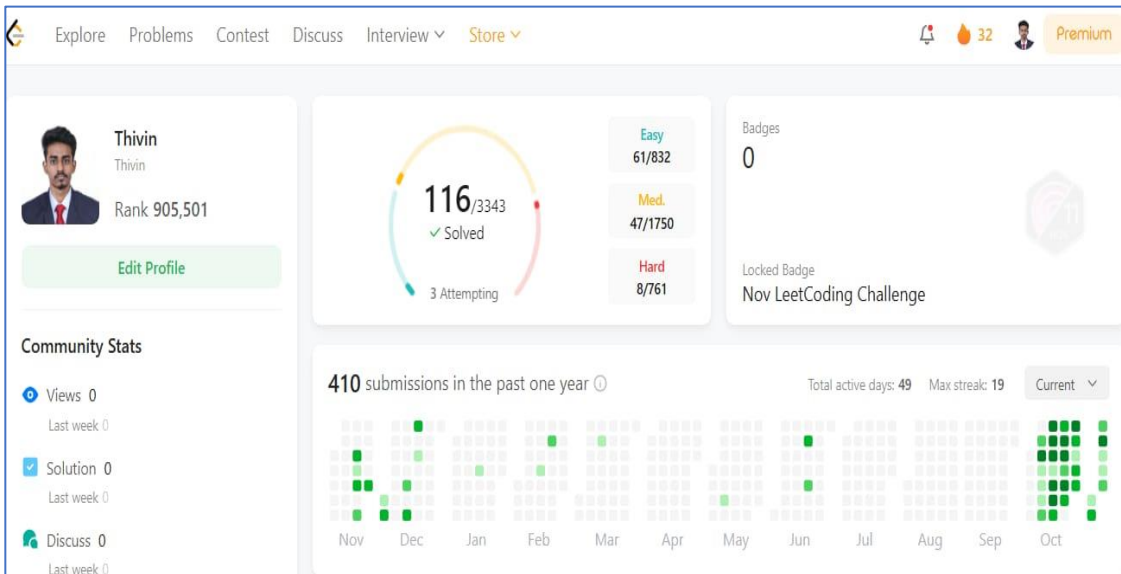 Explore Problems Contest Discuss Interview Store
32 Premium
Thivin
Thivin
Rank 905,501
Edit Profile
Community Stats
Views 0
Last week 0
Solution 0
Last week 0
Discuss 0
Last week 0
116/3343
Solved
3 Attempting
Easy
61/832
Med.
47/1750
Hard
8/761
Badges
0
Locked Badge
Nov LeetCoding Challenge
410 submissions in the past one year
Total active days: 49 Max streak: 19 Current
Nov Dec Jan Feb Mar Apr May Jun Jul Aug Sep Oct